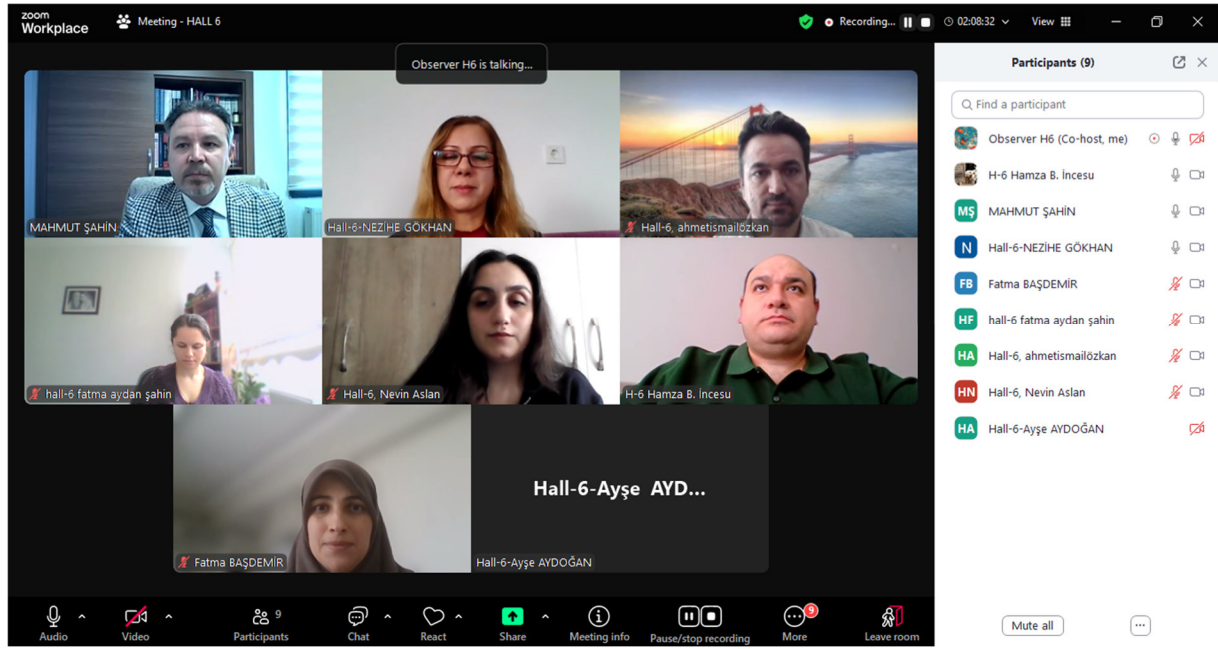 zoom
Workplace
Meeting - HALL 6
Recording...
02:08:32
View
Observer H6 is talking...
MAHMUT ŞAHİN
Hall-6-NEZİHE GÖKHAN
Hall-6, ahmetismailözkan
hall-6 fatma aydan şahin
Hall-6, Nevin Aslan
H-6 Hamza B. İncesu
Fatma BAŞDEMİR
Hall-6-Ayşe AYD...
Hall-6-Ayşe AYDOĞAN
Participants (9)
Find a participant
Observer H6 (Co-host, me)
H-6 Hamza B. İncesu
MŞ MAHMUT ŞAHİN
N Hall-6-NEZİHE GÖKHAN
FB Fatma BAŞDEMİR
HF hall-6 fatma aydan şahin
HA Hall-6, ahmetismailözkan
HN Hall-6, Nevin Aslan
HA Hall-6-Ayşe AYDOĞAN
Mute all
Audio
Video
9
Participants
Chat
React
Share
Meeting info
Pause/stop recording
9
More
Leave room